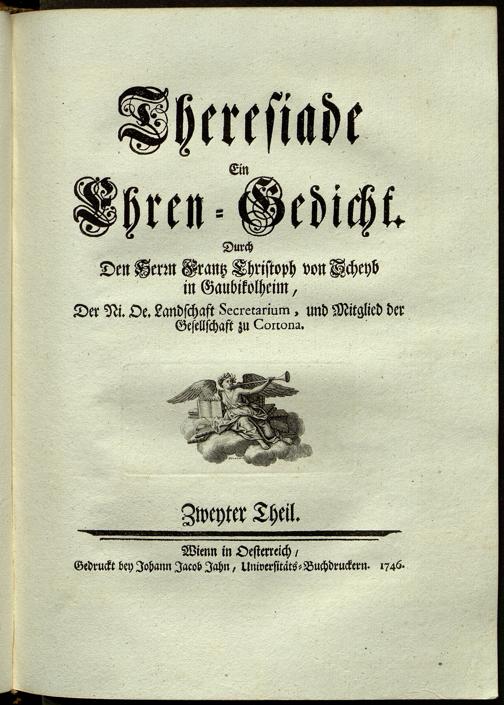 Theresiade
Ein
Ehren-Gedicht.
Durch
Den Herrn Frantz Christoph von Scheyb
in Gaubikolheim,
Der Ni. Oe. Landschaft Secretarium, und Mitglied der
Gesellschaft zu Cortona.
Zweyter Theil.
Wienn in Oesterreich,
Gedruckt bey Johann Jacob Jahn, Universitäts-Buchdruckern. 1746.